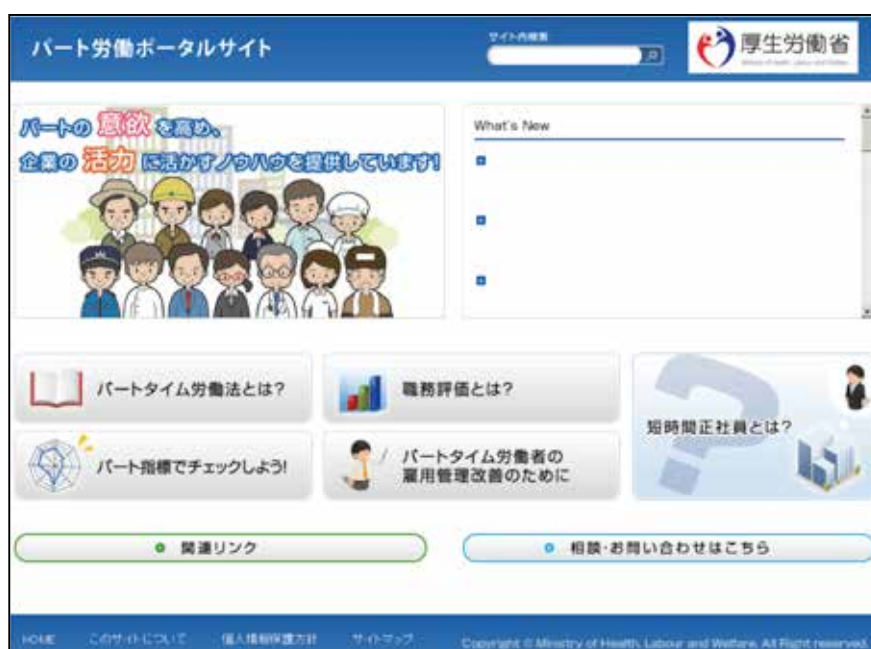 パート労働ポータルサイト
サイト内検索
厚生労働省
Ministry of Health, Labour and Welfare
パートの意欲を高め、
企業の活力に活かすノウハウを提供しています!
What's New
パートタイム労働法とは?
職務評価とは?
短時間正社員とは?
パート指標でチェックしよう!
パートタイム労働者の
雇用管理改善のために
関連リンク
相談・お問い合わせはこちら
HOME このサイトについて 個人情報保護方針 サイトマップ
Copyright © Ministry of Health, Labour and Welfare, All Right reserved.